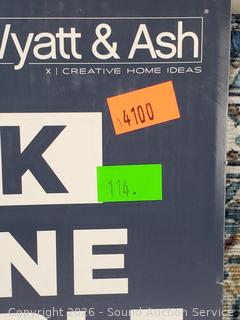 Wyatt & Ash
X | CREATIVE HOME IDEAS
4100
K
114.
NE
Copyright 2026 - Sound Auction Service